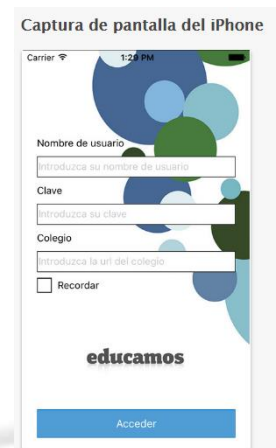 Captura de pantalla del iPhone
Carrier 1:29 PM
Nombre de usuario
Introduzca su nombre de usuario
Clave
Introduzca su clave
Colegio
Introduzca la url del colegio
Recordar
educamos
Acceder